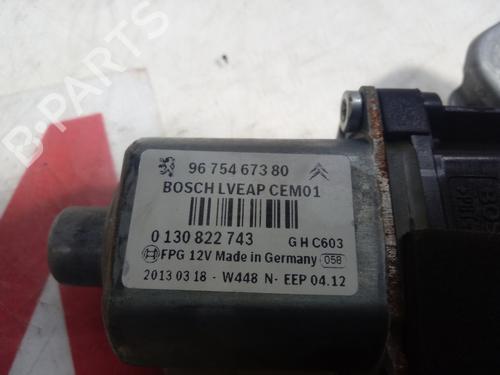 B-PARTS
96 754 673 80
BOSCH LVEAP CEM01
0 130 822 743 G H C603
FPG 12V Made in Germany 058
2013 03 18 - W448 N- EEP 04.12